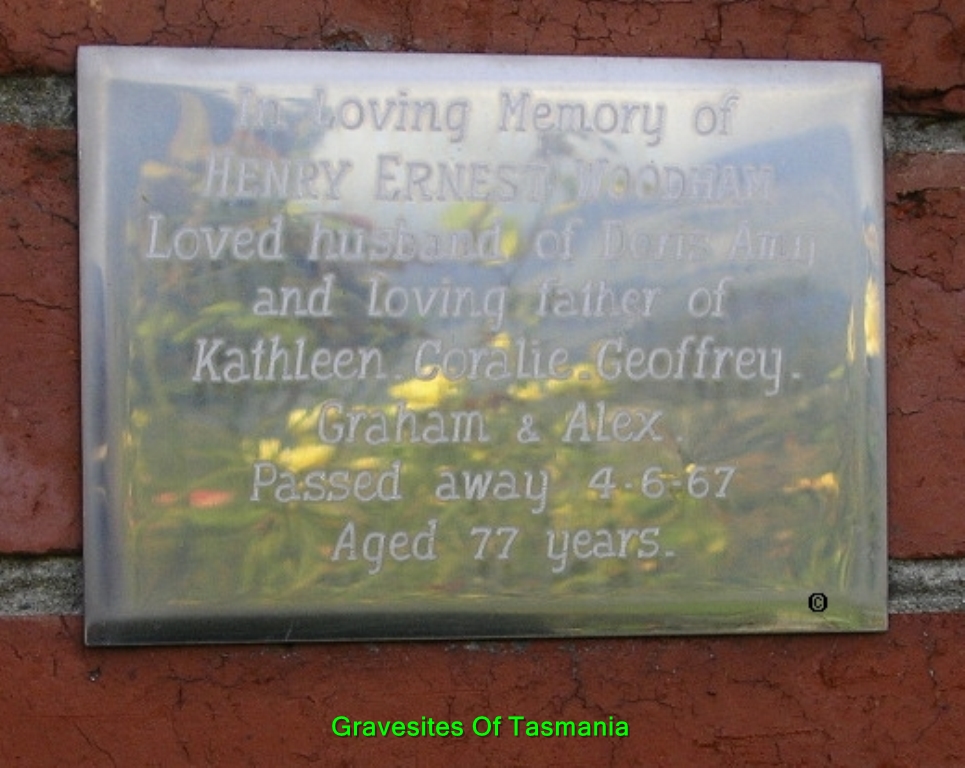 In Loving Memory of
HENRY ERNEST WOODHAM
Loved husband of Doris Amy
and loving father of
Kathleen. Coralie. Geoffrey.
Graham & Alex.
Passed away 4-6-67
Aged 77 years.
©
Gravesites Of Tasmania